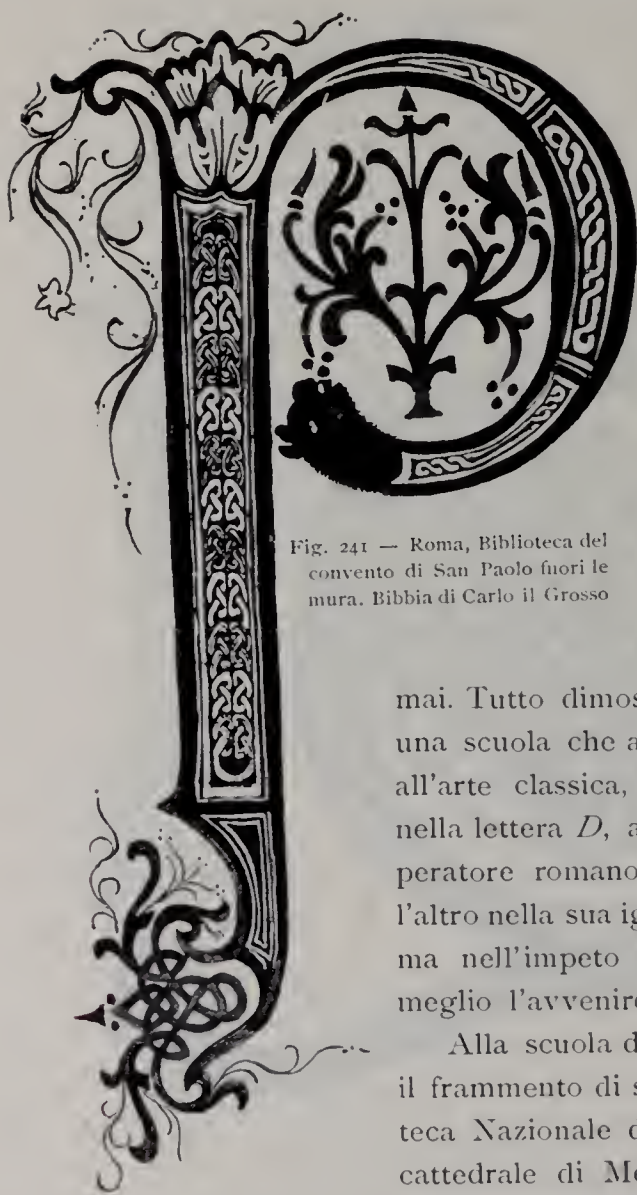 P
Fig. 241 — Roma, Biblioteca del
convento di San Paolo fuori le
mura. Bibbia di Carlo il Grosso
mai. Tutto dimos
una scuola che a
all'arte classica,
nella lettera D, a
peratore romano
l'altro nella sua ig
ma nell'impeto
meglio l'avvenire
Alla scuola d
il frammento di s
teca Nazionale d
cattedrale di